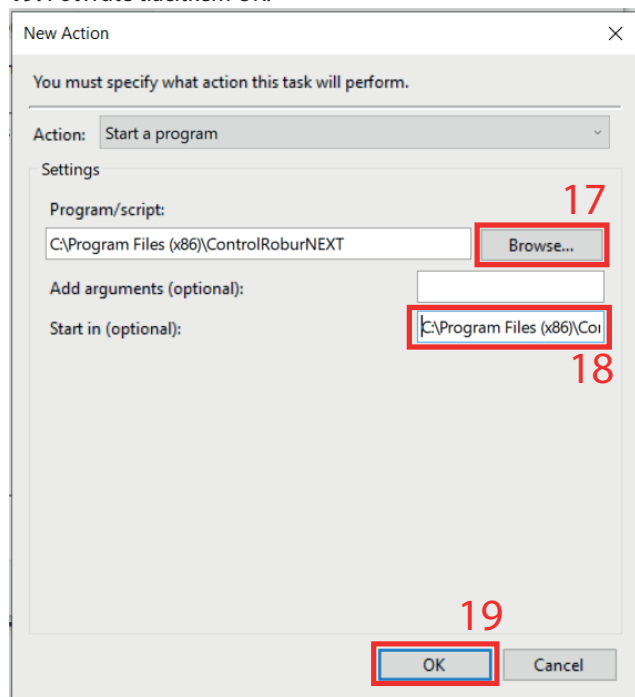 New Action
You must specify what action this task will perform.
Action: Start a program
Settings
Program/script:
17
C:\Program Files (x86)\ControlRoburNEXT
Browse...
Add arguments (optional):
Start in (optional):
C:\Program Files (x86)\Co
18
19
OK
Cancel